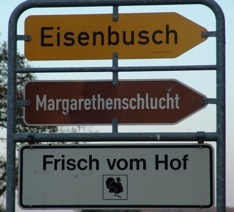 Eisenbusch
Margarethenschlucht
Frisch vom Hof